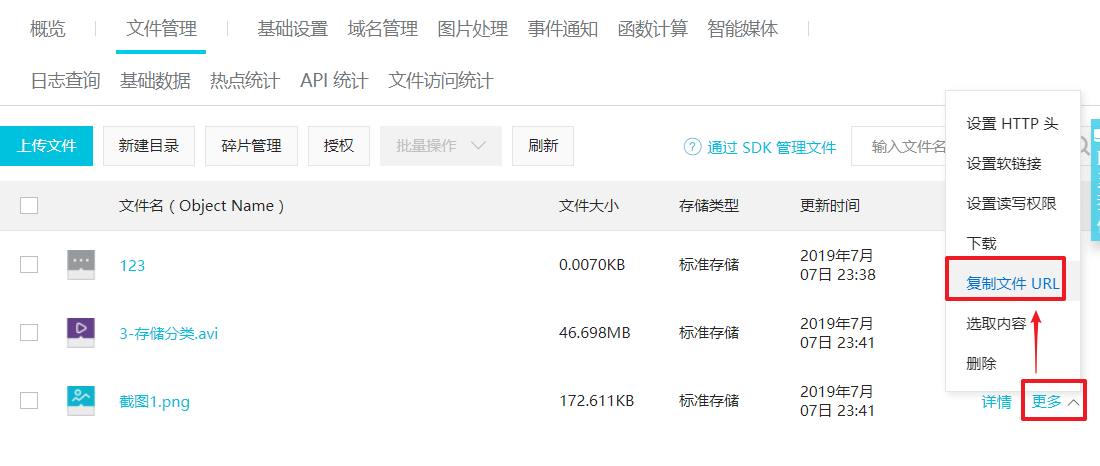 概览 文件管理 基础设置 域名管理 图片处理 事件通知 函数计算 智能媒体
日志查询 基础数据 热点统计 API 统计 文件访问统计
上传文件 新建目录 碎片管理 授权 批量操作 刷新 通过 SDK 管理文件 输入文件名
文件名 ( Object Name ) 文件大小 存储类型 更新时间
123 0.0070KB 标准存储 2019年7月
07日 23:38
3-存储分类.avi 46.698MB 标准存储 2019年7月
07日 23:41
截图1.png 172.611KB 标准存储 2019年7月
07日 23:41
详情 更多
设置 HTTP 头
设置软链接
设置读写权限
下载
复制文件 URL
选取内容
删除